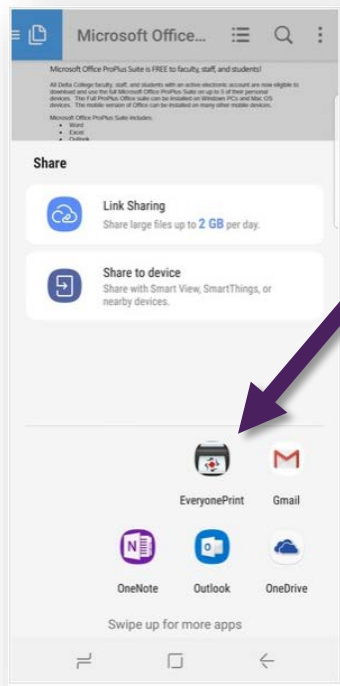 Microsoft Office...
Microsoft Office ProPlus Suite is FREE to faculty, staff, and students!
All Delta College faculty, staff, and students with an active electronic account are now eligible to
download and use the full Microsoft Office ProPlus Suite on up to 5 of their personal
devices. The Full ProPlus Office suite can be installed on Windows PCs and Mac OS
devices. The mobile version of Office can be installed on many other mobile devices.
Microsoft Office ProPlus Suite includes:
• Word
• Excel
• Outlook
Share
Link Sharing
Share large files up to 2 GB per day.
Share to device
Share with Smart View, SmartThings, or
nearby devices.
EveryonePrint Gmail
OneNote Outlook OneDrive
Swipe up for more apps